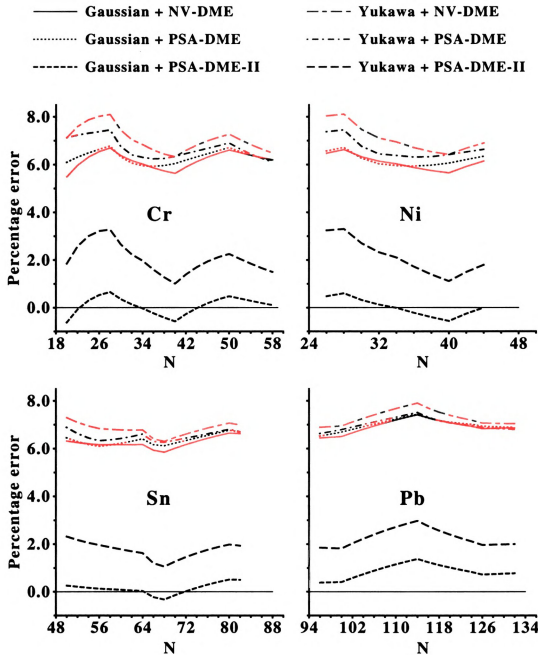 Gaussian + NV-DME
Yukawa + NV-DME
Gaussian + PSA-DME
Yukawa + PSA-DME
Gaussian + PSA-DME-II
Yukawa + PSA-DME-II
Percentage error
8.0
6.0
4.0
2.0
0.0
Cr
18 26 34 42 50 58
N
8.0
6.0
4.0
2.0
0.0
Ni
24 32 40 48
N
Percentage error
8.0
6.0
4.0
2.0
0.0
Sn
48 56 64 72 80 88
N
8.0
6.0
4.0
2.0
0.0
Pb
94 102 110 118 126 134
N